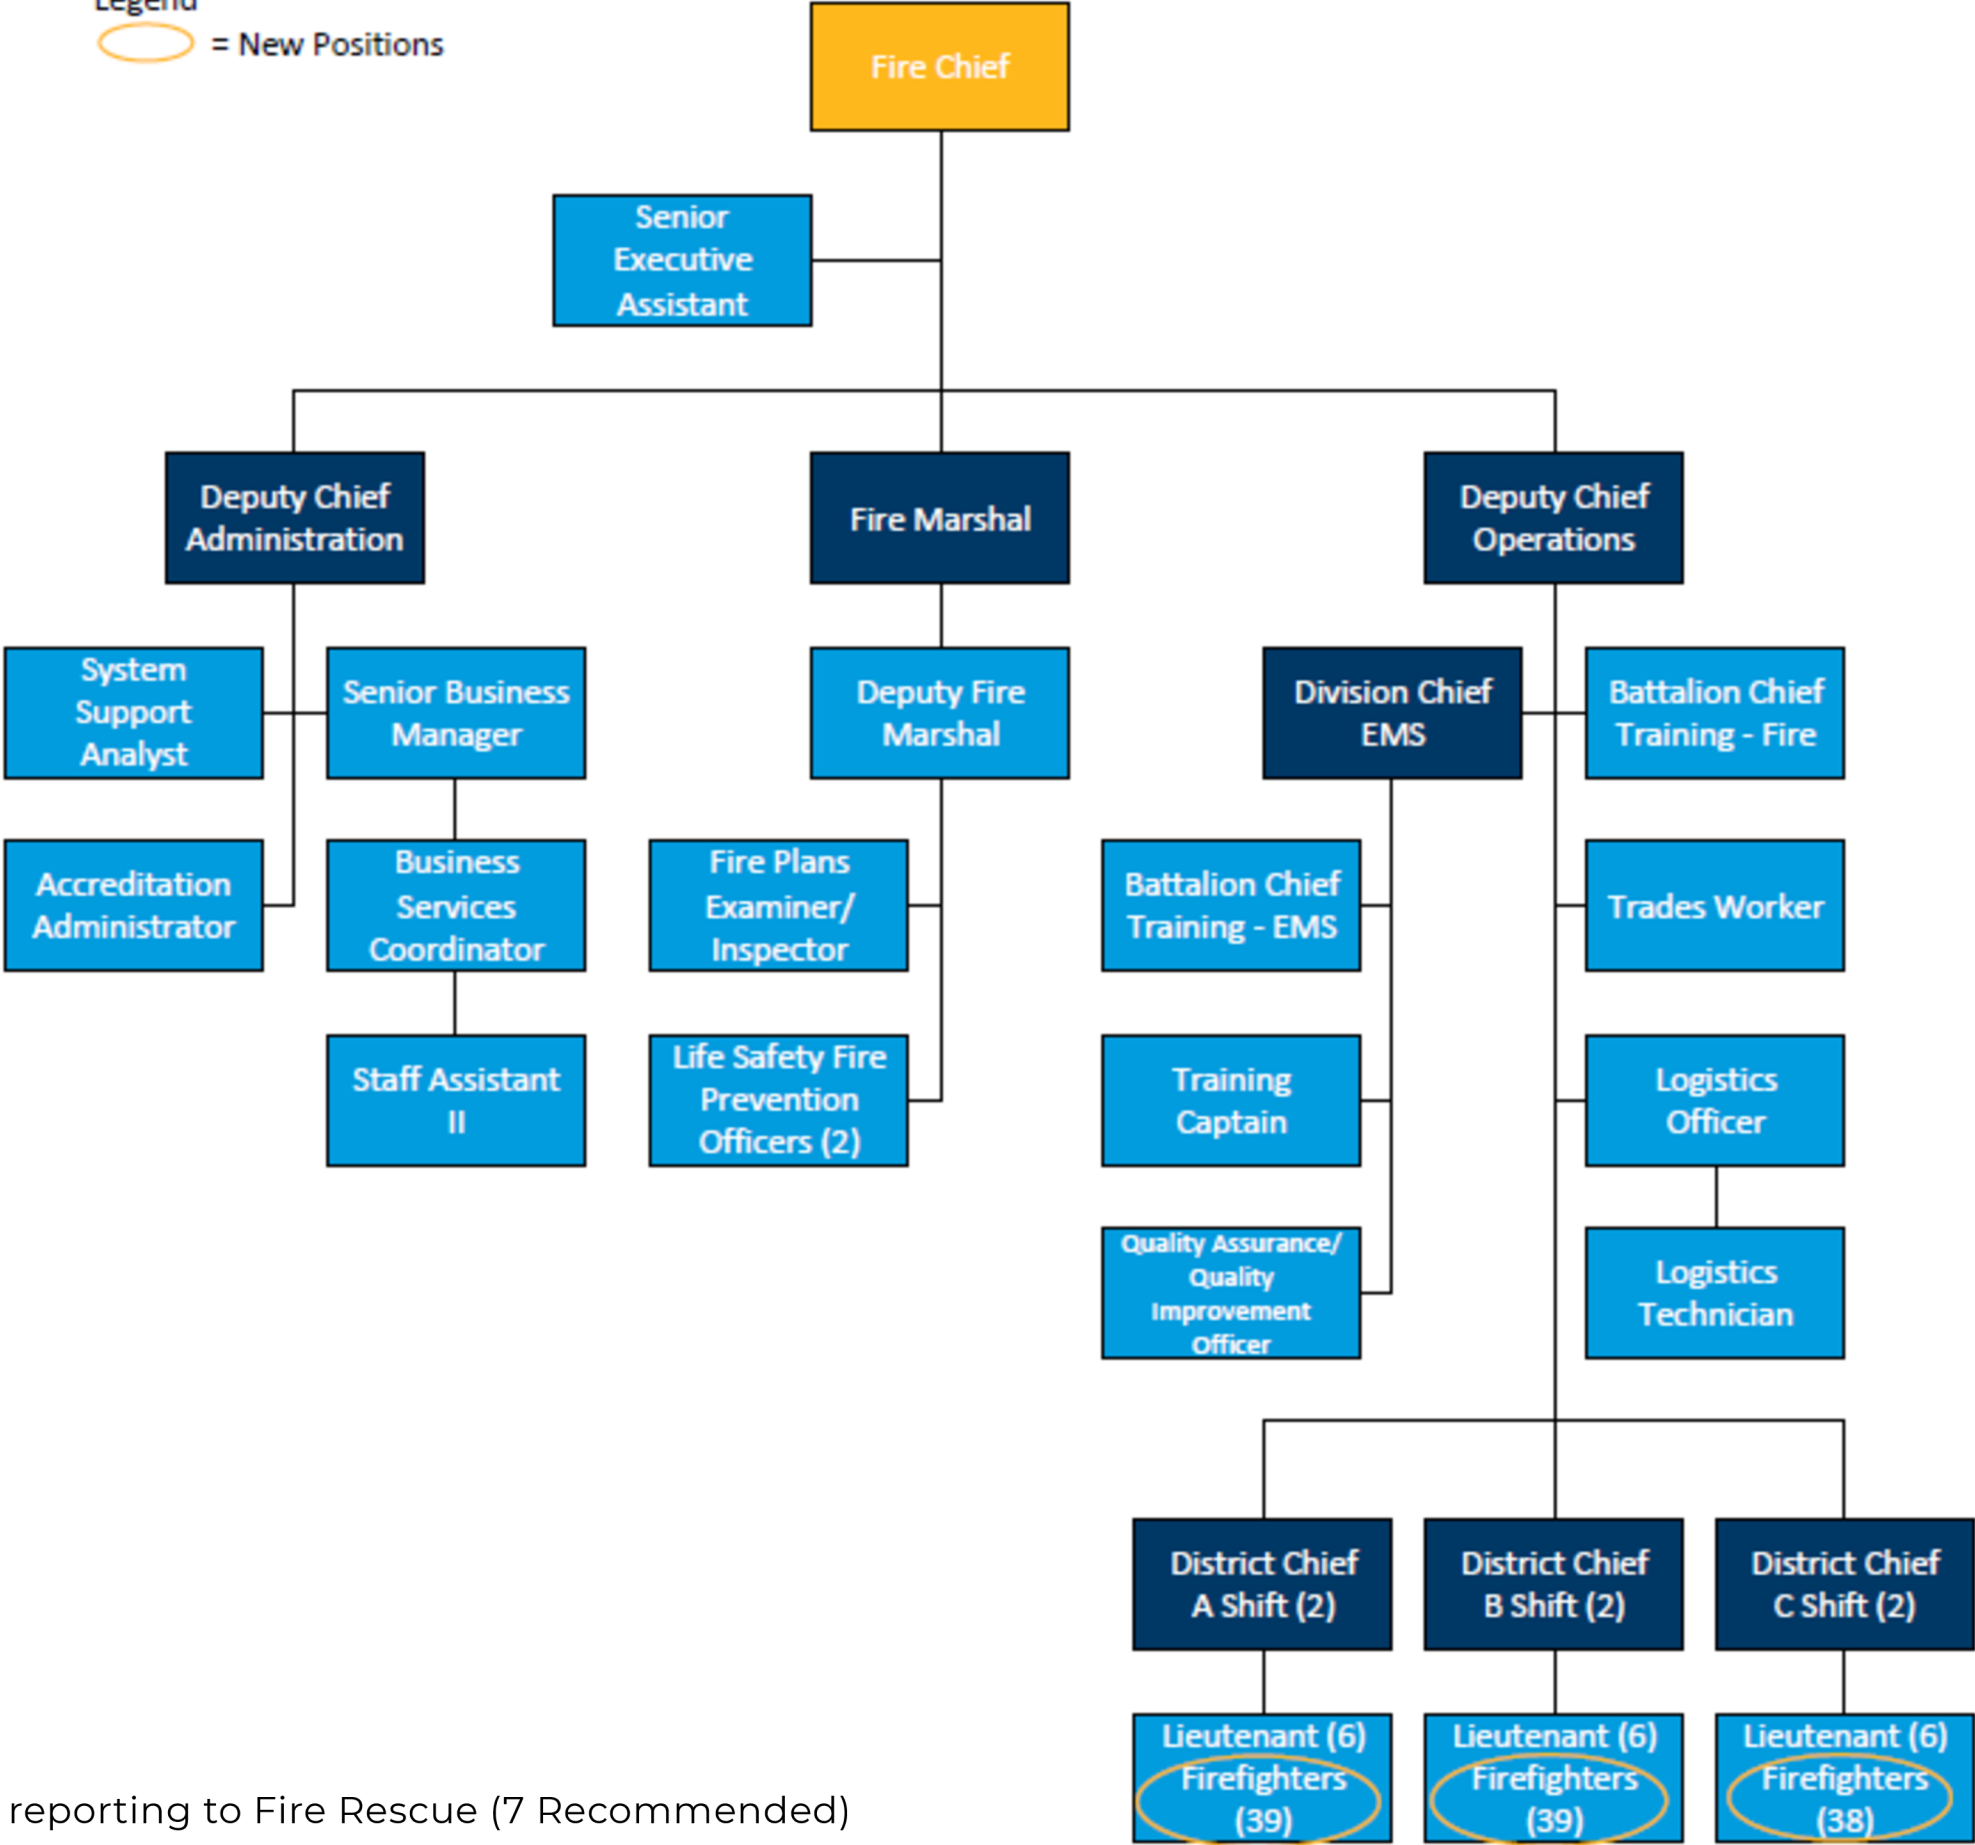 Legend
= New Positions
Fire Chief
Senior
Executive
Assistant
Deputy Chief
Administration
Fire Marshal
Deputy Chief
Operations
System
Support
Analyst
Senior Business
Manager
Deputy Fire
Marshal
Division Chief
EMS
Battalion Chief
Training - Fire
Accreditation
Administrator
Business
Services
Coordinator
Fire Plans
Examiner/
Inspector
Battalion Chief
Training - EMS
Trades Worker
Staff Assistant
II
Life Safety Fire
Prevention
Officers (2)
Training
Captain
Logistics
Officer
Quality Assurance/
Quality
Improvement
Officer
Logistics
Technician
District Chief
A Shift (2)
District Chief
B Shift (2)
District Chief
C Shift (2)
Lieutenant (6)
Firefighters
(39)
Lieutenant (6)
Firefighters
(39)
Lieutenant (6)
Firefighters
(38)
reporting to Fire Rescue (7 Recommended)